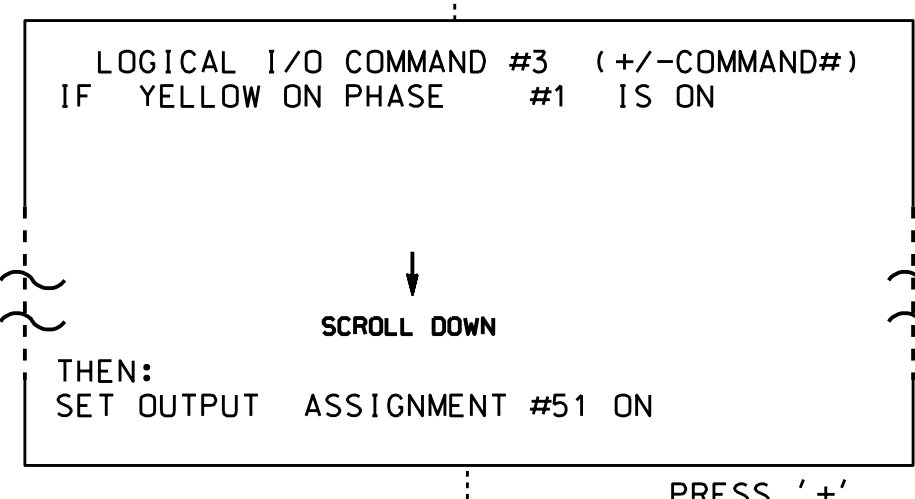 LOGICAL I/O COMMAND #3 (+/-COMMAND#)
IF YELLOW ON PHASE #1 IS ON
SCROLL DOWN
THEN:
SET OUTPUT ASSIGNMENT #51 ON
PRESS '+'